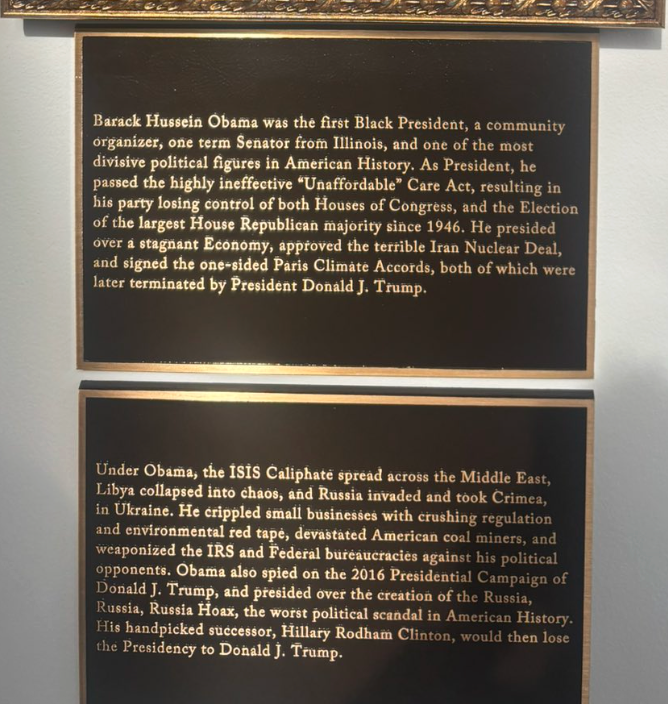 Barack Hussein Obama was the first Black President, a community
organizer, one term Senator from Illinois, and one of the most
divisive political figures in American History. As President, he
passed the highly ineffective “Unaffordable” Care Act, resulting in
his party losing control of both Houses of Congress, and the Election
of the largest House Republican majority since 1946. He presided
over a stagnant Economy, approved the terrible Iran Nuclear Deal,
and signed the one-sided Paris Climate Accords, both of which were
later terminated by President Donald J. Trump.
Under Obama, the ISIS Caliphate spread across the Middle East,
Libya collapsed into chaos, and Russia invaded and took Crimea,
in Ukraine. He crippled small businesses with crushing regulation
and environmental red tape, devastated American coal miners, and
weaponized the IRS and Federal bureaucracies against his political
opponents. Obama also spied on the 2016 Presidential Campaign of
Donald J. Trump, and presided over the creation of the Russia,
Russia, Russia Hoax, the worst political scandal in American History.
His handpicked successor, Hillary Rodham Clinton, would then lose
the Presidency to Donald J. Trump.